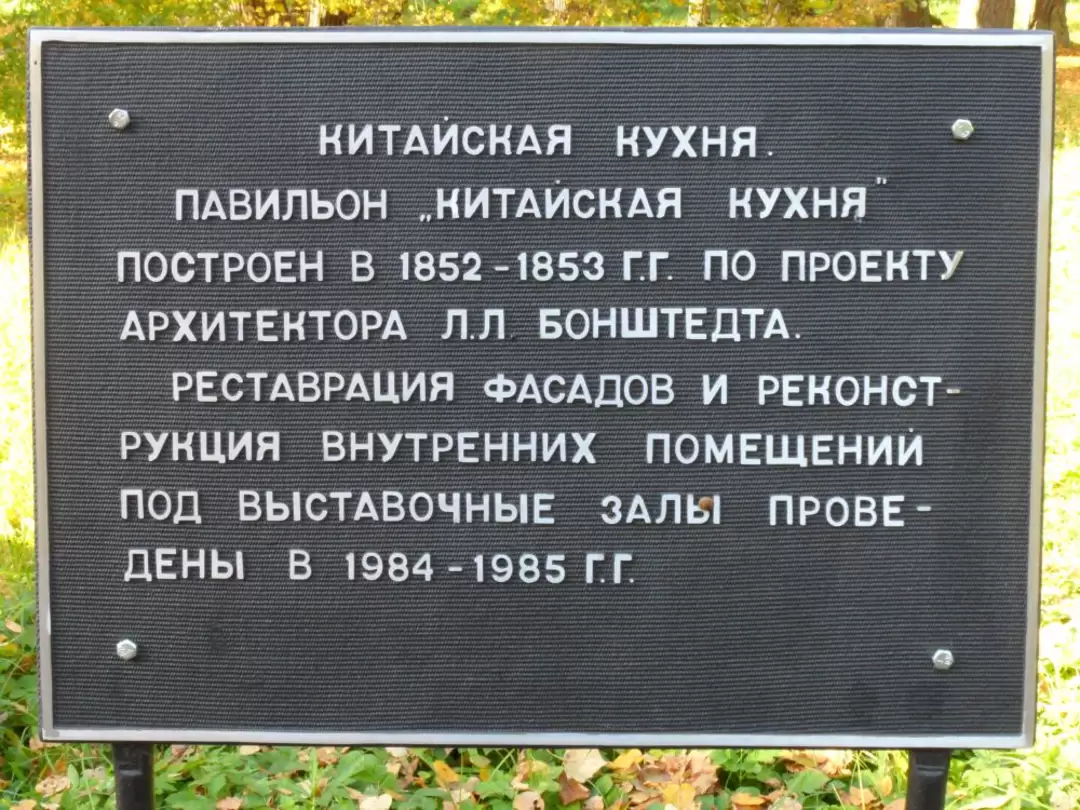 КИТАЙСКАЯ КУХНЯ.
ПАВИЛЬОН „КИТАЙСКАЯ КУХНЯ"
ПОСТРОЕН В 1852-1853 Г.Г. ПО ПРОЕКТУ
АРХИТЕКТОРА Л.Л. БОНШТЕДТА.
РЕСТАВРАЦИЯ ФАСАДОВ И РЕКОНСТ-
РУКЦИЯ ВНУТРЕННИХ ПОМЕЩЕНИЙ
ПОД ВЫСТАВОЧНЫЕ ЗАЛЫ ПРОВЕ-
ДЕНЫ В 1984-1985 Г.Г.